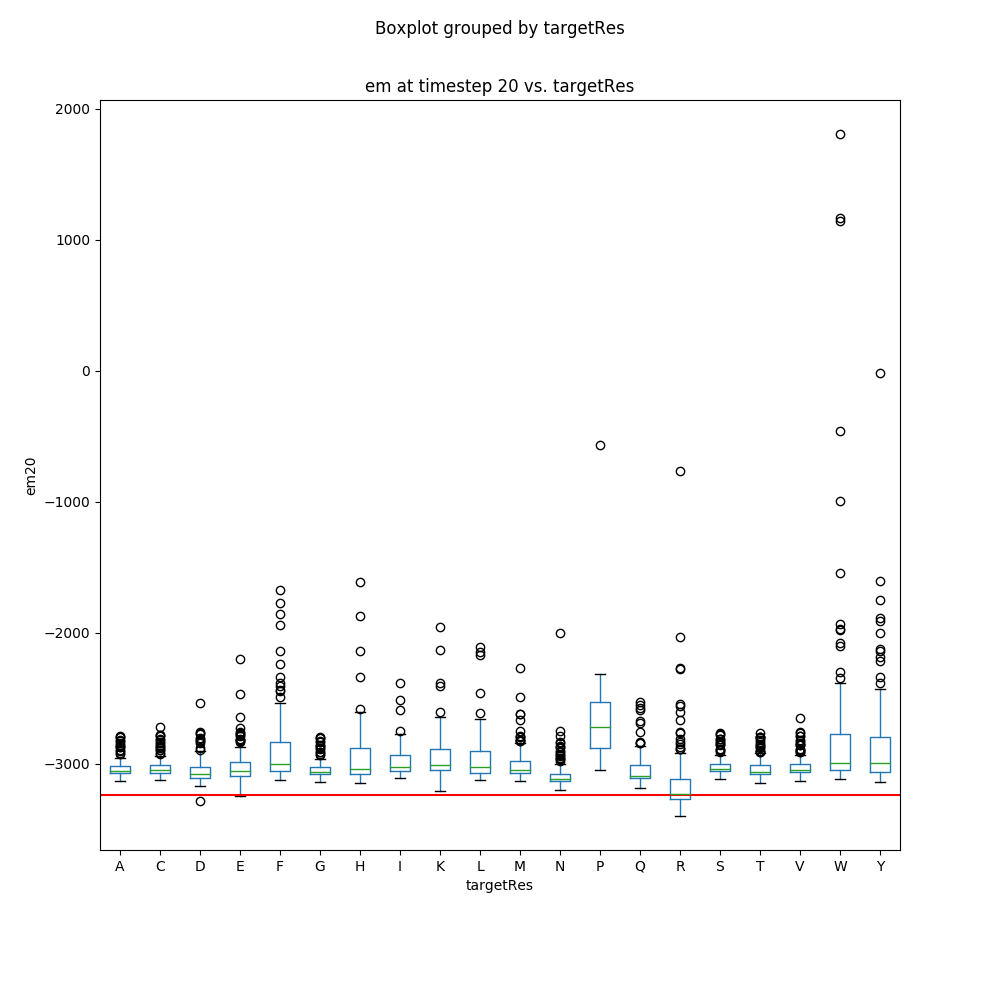 Boxplot grouped by targetRes
em at timestep 20 vs. targetRes
2000
1000
0
−1000
−2000
−3000
em20
A C D E F G H I K L M N P Q R S T V W Y
targetRes